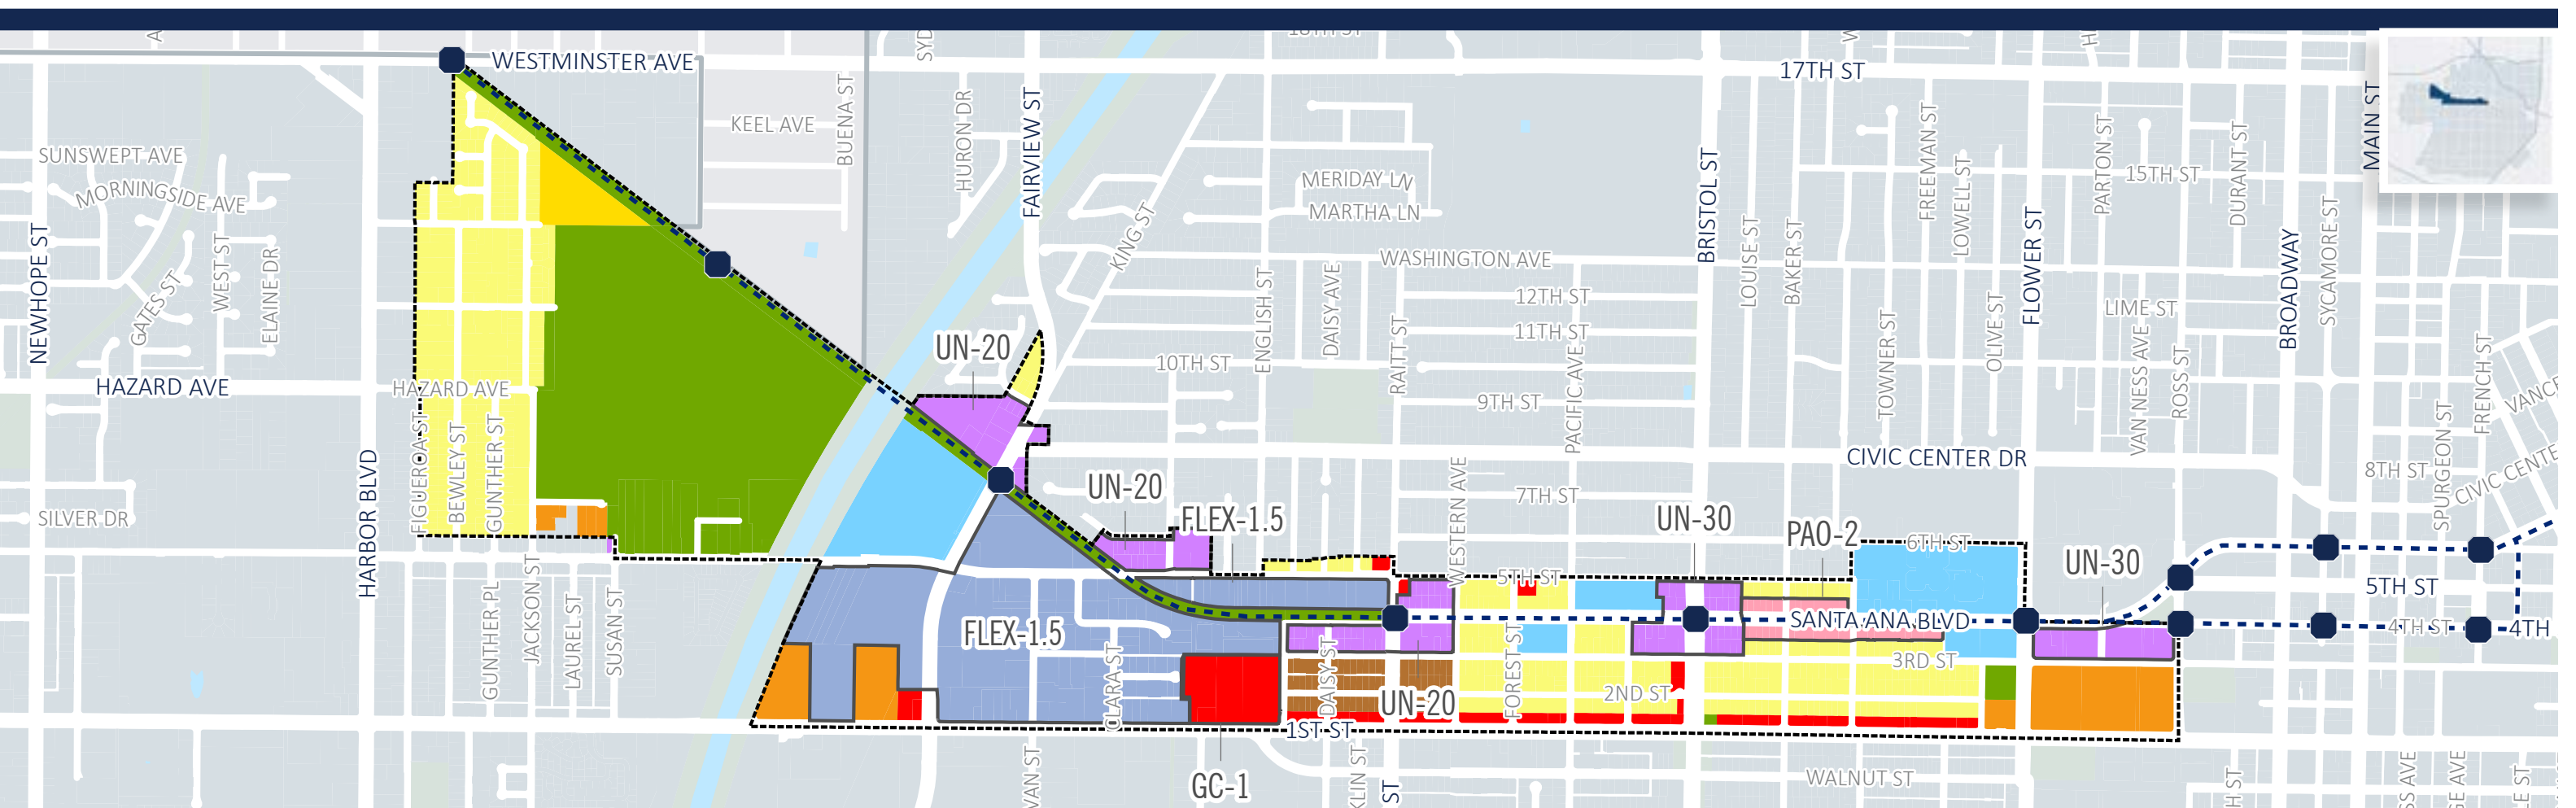 WESTMINSTER AVE
17TH ST
MAIN ST
KEEL AVE
BUENA ST
HURON DR
FAIRVIEW ST
SUNSWEPT AVE
MORNINGSIDE AVE
GATES ST
WEST ST
ELAINE DR
NEWHOPE ST
KING ST
MERIDAY LN
MARTHA LN
WASHINGTON AVE
BRISTOL ST
LOUISE ST
BAKER ST
FREEMAN ST
LOWELL ST
FLOWER ST
PARTON ST
15TH ST
DURANT ST
BROADWAY
SYCAMORE ST
ENGLISH ST
DAISY AVE
RAITT ST
12TH ST
11TH ST
10TH ST
9TH ST
PACIFIC AVE
TOWNER ST
OLIVE ST
LIME ST
VAN NESS AVE
ROSS ST
FRENCH ST
SPURGEON ST
HAZARD AVE
HAZARD AVE
UN-20
CIVIC CENTER DR
8TH ST
HARBOR BLVD
FIGUEROA ST
BEWLEY ST
GUNTHER ST
SILVER DR
UN-20
FLEX-1.5
WESTERN AVE
7TH ST
UN-30
PAO-2
6TH ST
UN-30
5TH ST
5TH ST
GUNTHER PL
JACKSON ST
LAUREL ST
SUSAN ST
FLEX-1.5
SANTA ANA BLVD
4TH ST
4TH
CLARA ST
DAISY ST
FOREST ST
3RD ST
2ND ST
UN-20
1ST ST
GC-1
WALNUT ST